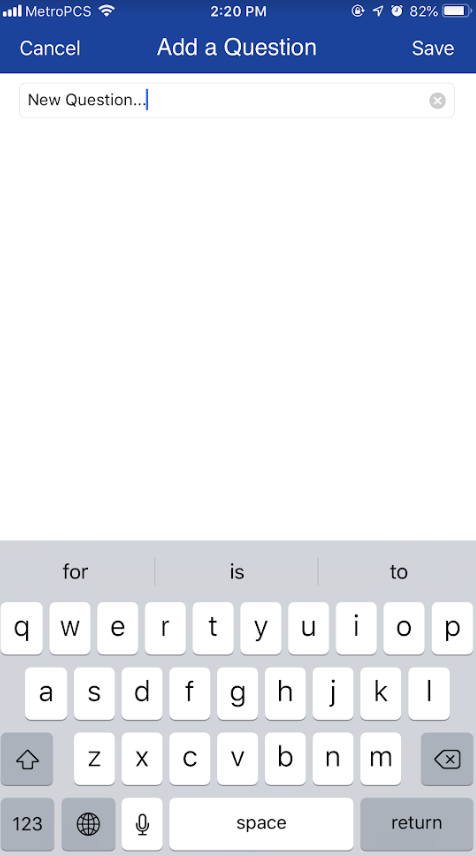 MetroPCS 2:20 PM 82%
Cancel Add a Question Save
New Question...
for is to
q w e r t y u i o p
a s d f g h j k l
z x c v b n m
123 space return